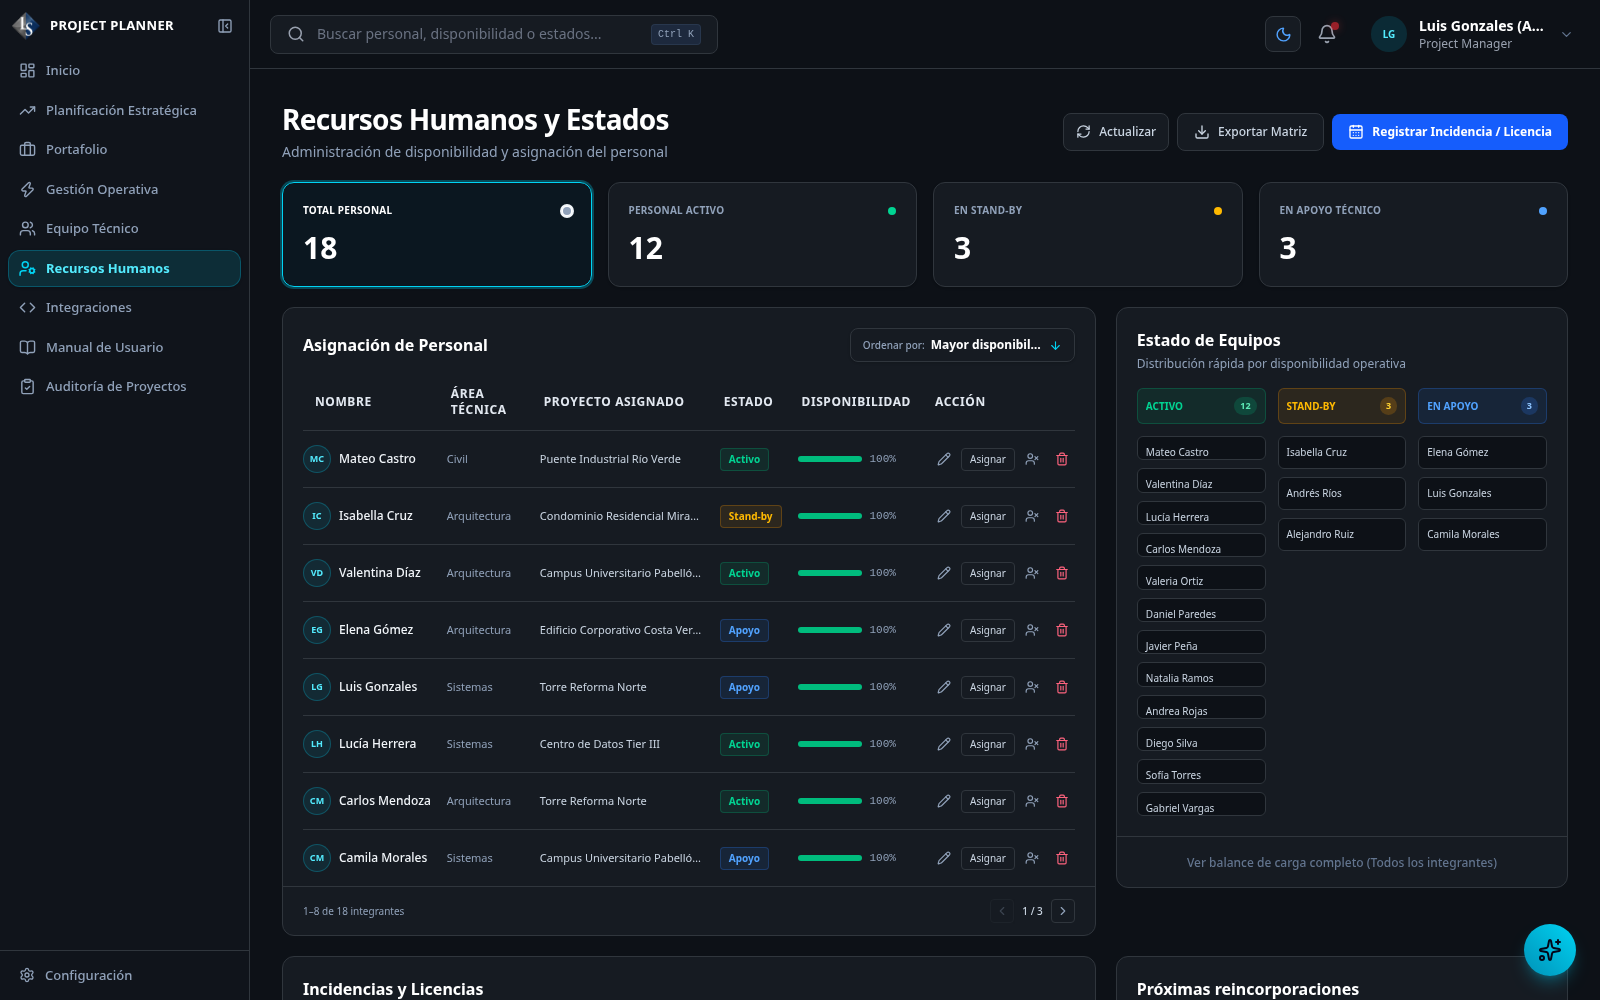 PROJECT PLANNER
Inicio
Planificación Estratégica
Portafolio
Gestión Operativa
Equipo Técnico
Recursos Humanos
Integraciones
Manual de Usuario
Auditoría de Proyectos
Configuración
Buscar personal, disponibilidad o estados...
Ctrl K
LG
Luis Gonzales (A...
Project Manager
Recursos Humanos y Estados
Administración de disponibilidad y asignación del personal
Actualizar
Exportar Matriz
Registrar Incidencia / Licencia
TOTAL PERSONAL
18
PERSONAL ACTIVO
12
EN STAND-BY
3
EN APOYO TÉCNICO
3
Asignación de Personal
Ordenar por: Mayor disponibil...
NOMBRE ÁREA TÉCNICA PROYECTO ASIGNADO ESTADO DISPONIBILIDAD ACCIÓN
MC Mateo Castro Civil Puente Industrial Río Verde Activo 100% Asignar
IC Isabella Cruz Arquitectura Condominio Residencial Mira... Stand-by 100% Asignar
VD Valentina Díaz Arquitectura Campus Universitario Pabelló... Activo 100% Asignar
EG Elena Gómez Arquitectura Edificio Corporativo Costa Ver... Apoyo 100% Asignar
LG Luis Gonzales Sistemas Torre Reforma Norte Apoyo 100% Asignar
LH Lucía Herrera Sistemas Centro de Datos Tier III Activo 100% Asignar
CM Carlos Mendoza Arquitectura Torre Reforma Norte Activo 100% Asignar
CM Camila Morales Sistemas Campus Universitario Pabelló... Apoyo 100% Asignar
1–8 de 18 integrantes
1 / 3
Estado de Equipos
Distribución rápida por disponibilidad operativa
ACTIVO 12
Mateo Castro
Valentina Díaz
Lucía Herrera
Carlos Mendoza
Valeria Ortiz
Daniel Paredes
Javier Peña
Natalia Ramos
Andrea Rojas
Diego Silva
Sofía Torres
Gabriel Vargas
STAND-BY 3
Isabella Cruz
Andrés Ríos
Alejandro Ruiz
EN APOYO 3
Elena Gómez
Luis Gonzales
Camila Morales
Ver balance de carga completo (Todos los integrantes)
Incidencias y Licencias
Próximas reincorporaciones